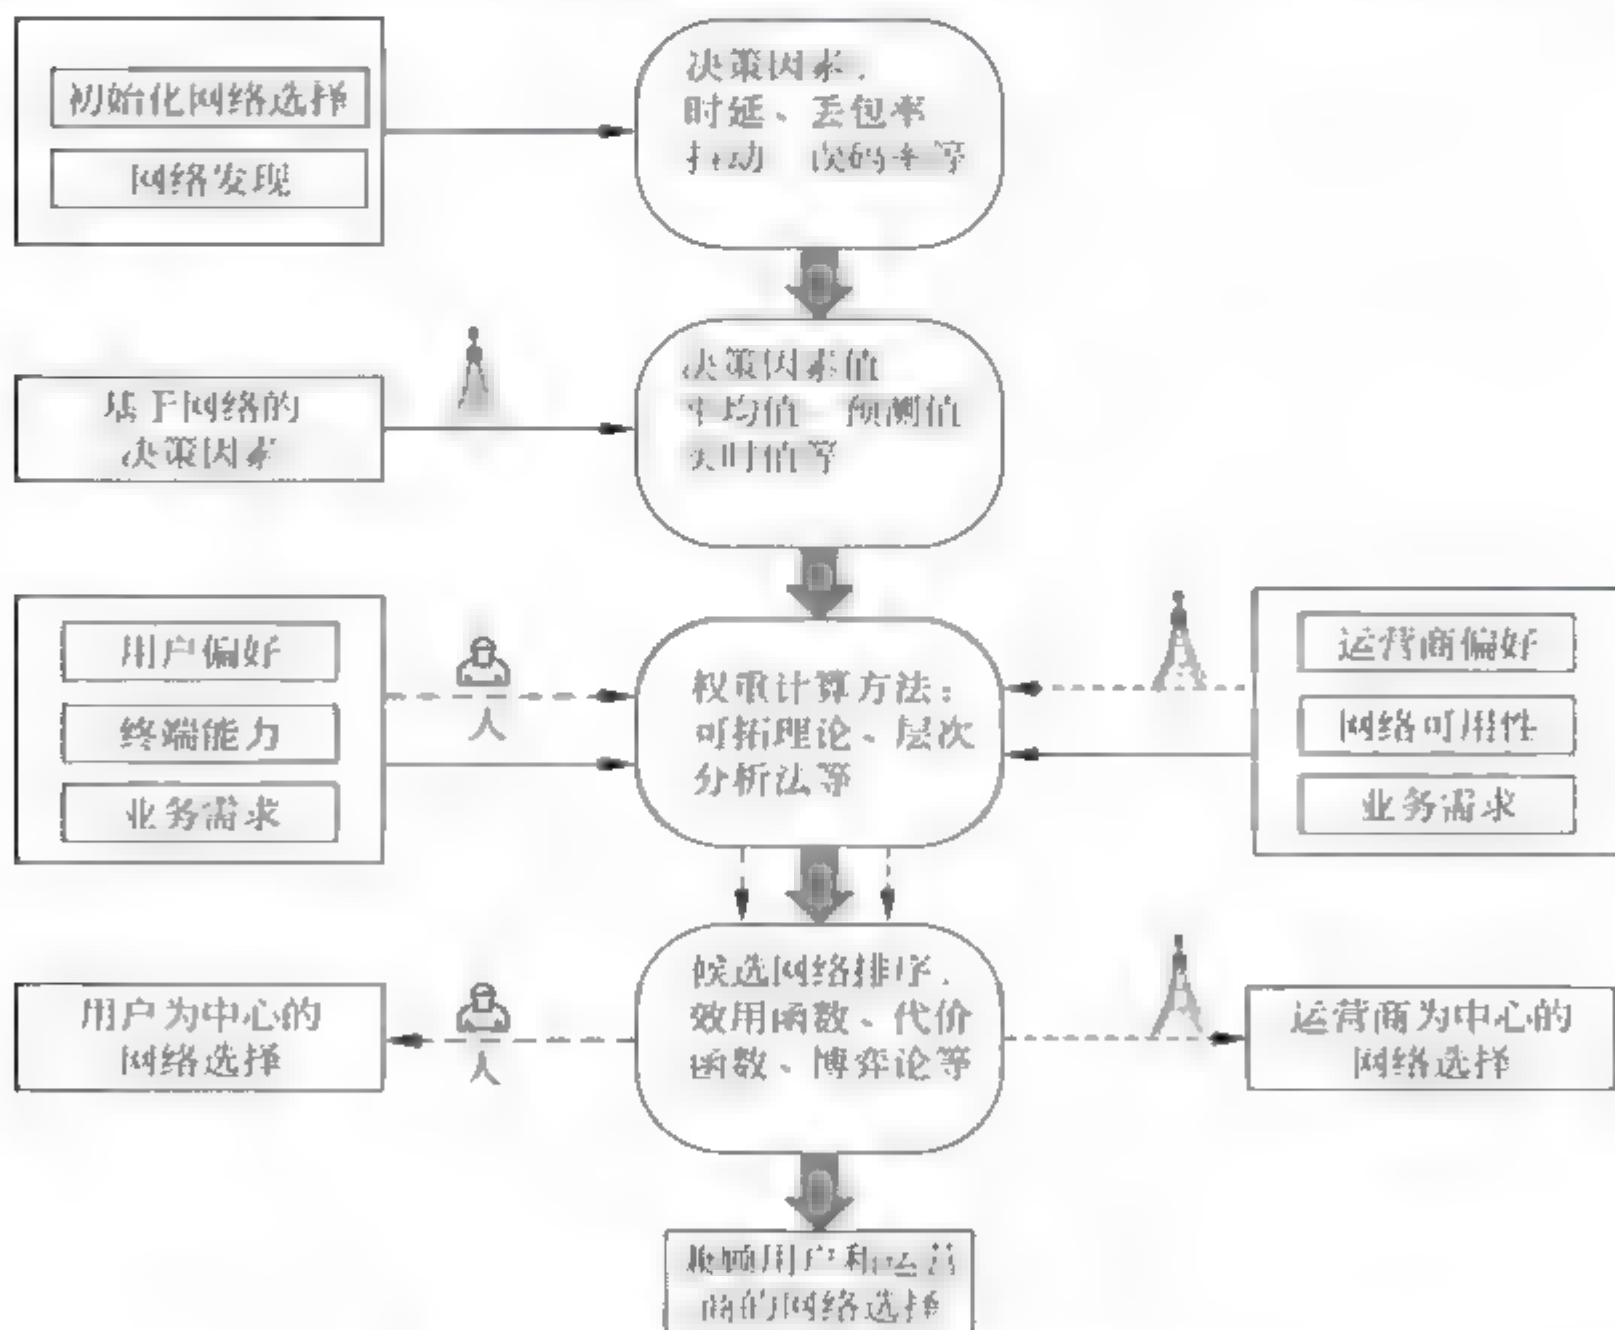 初始化网络选择
网络发现
决策因素:
时延、丢包率
抖动 误码率等
基于网络的
决策因素
决策因素值
平均值 预测值
实时值等
用户偏好
终端能力
业务需求
人
权重计算方法:
可拓理论、层次
分析法等
运营商偏好
网络可用性
业务需求
用户为中心的
网络选择
人
候选网络排序:
效用函数、代价
函数、博弈论等
运营商为中心的
网络选择
兼顾用户和运营
商的网络选择